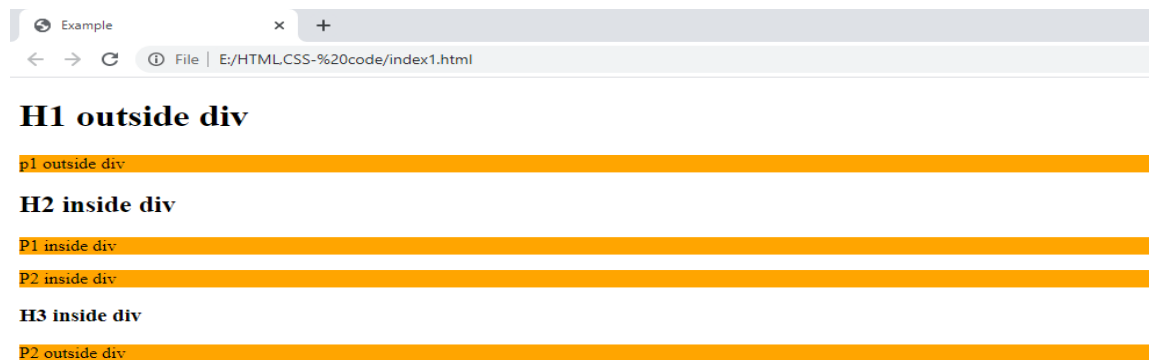 Example
File | E:/HTML,CSS-%20code/index1.html
H1 outside div
p1 outside div
H2 inside div
P1 inside div
P2 inside div
H3 inside div
P2 outside div